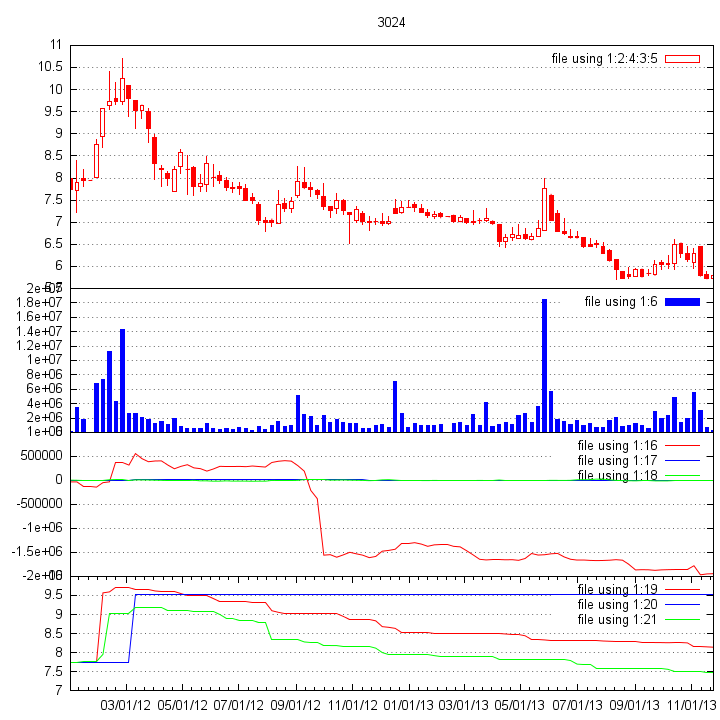 3024
11
file using 1:2:4:3:5
10.5
10
9.5
9
8.5
8
7.5
7
6.5
6
2e+07
1.8e+07
file using 1:6
1.6e+07
1.4e+07
1.2e+07
1e+07
8e+06
6e+06
4e+06
2e+06
file using 1:16
500000
file using 1:17
0
file using 1:18
-500000
-1e+06
-1.5e+06
-2e+06
9.5
file using 1:19
file using 1:20
9
file using 1:21
8.5
8
7.5
7
03/01/12 05/01/12 07/01/12 09/01/12 11/01/12 01/01/13 03/01/13 05/01/13 07/01/13 09/01/13 11/01/13